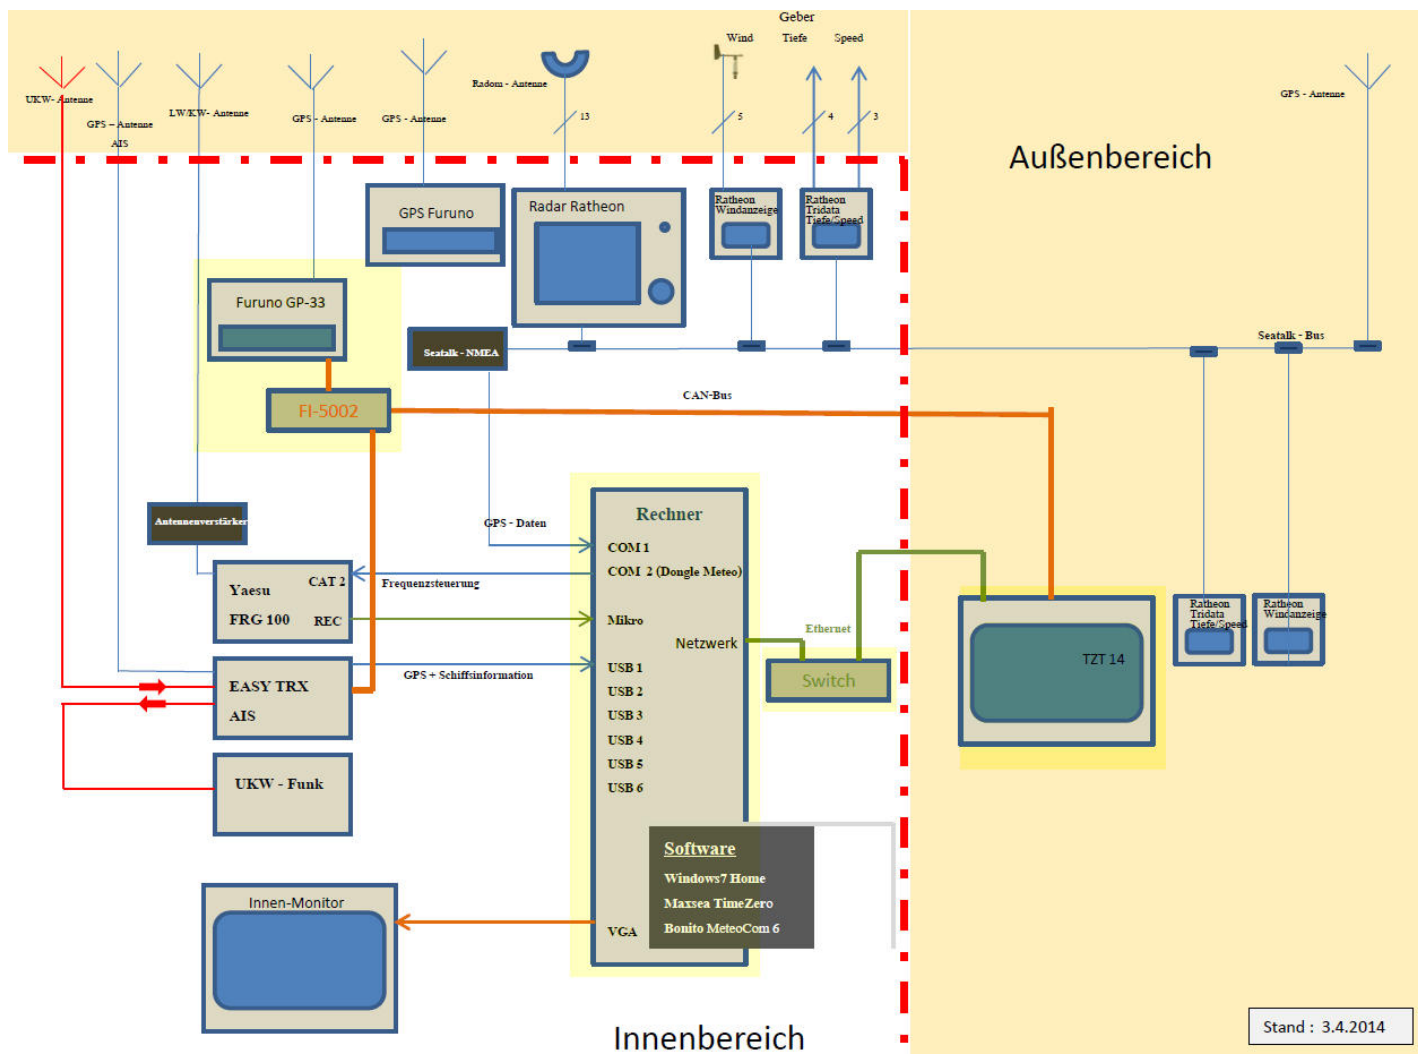 Geber
Wind
Tiefe
Speed
Radom - Antenne
UKW- Antenne
GPS – Antenne
AIS
LW/KW- Antenne
GPS - Antenne
GPS - Antenne
13
5
4
3
GPS - Antenne
Außenbereich
GPS Furuno
Radar Ratheon
Ratheon
Windanzeige
Ratheon
Tridata
Tiefe/Speed
Furuno GP-33
Seatalk - NMEA
Seatalk - Bus
FI-5002
CAN-Bus
Antennenverstärker
GPS - Daten
Rechner
COM 1
COM 2 (Dongle Meteo)
Frequenzsteuerung
CAT 2
Yaesu
FRG 100
REC
Mikro
Netzwerk
Ethernet
Switch
TZT 14
Ratheon
Tridata
Tiefe/Speed
Ratheon
Windanzeige
EASY TRX
AIS
GPS + Schiffsinformation
USB 1
USB 2
USB 3
USB 4
USB 5
USB 6
UKW - Funk
Software
Windows7 Home
Maxsea TimeZero
Bonito MeteoCom 6
VGA
Innen-Monitor
Innenbereich
Stand : 3.4.2014